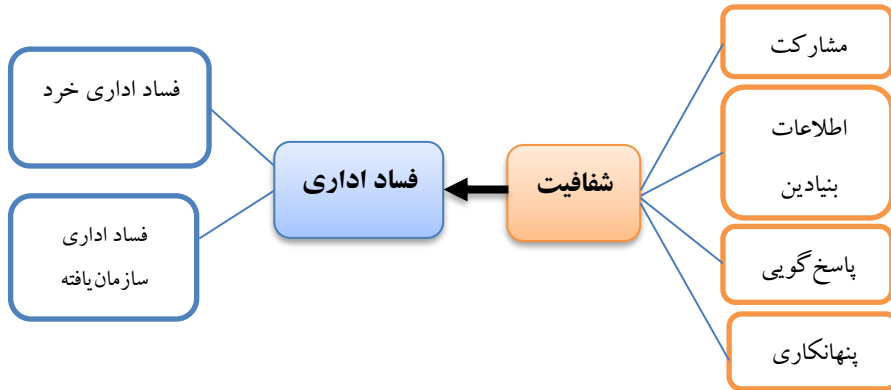 مشارکت
اطلاعات
بنیادین
پاسخ‌گویی
پنهانکاری
شفافیت
فساد اداری
فساد اداری خرد
فساد اداری
سازمان‌یافته